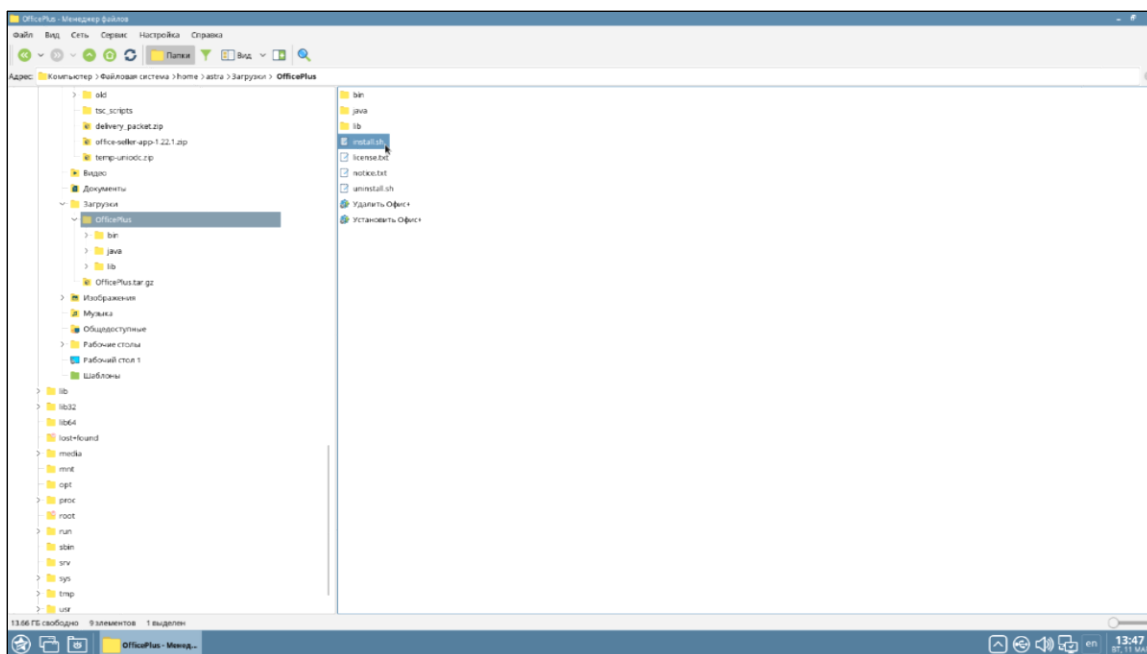 OfficePlus - Менеджер файлов
Файл Вид Сеть Сервис Настройка Справка
Папки Вид
Адрес: Компьютер > Файловая система > home > astra > Загрузки > OfficePlus
old
tsc_scripts
delivery_packet.zip
office-seller-app-1.22.1.zip
temp-uniodc.zip
Видео
Документы
Загрузки
OfficePlus
bin
java
lib
OfficePlus.tar.gz
Изображения
Музыка
Общедоступные
Рабочие столы
Рабочий стол 1
Шаблоны
lib
lib32
lib64
lost+found
media
mnt
opt
proc
root
run
sbin
srv
sys
tmp
usr
bin
java
lib
install.sh
license.txt
notice.txt
uninstall.sh
Удалить Офис+
Установить Офис+
13.66 ГБ свободно 9 элементов 1 выделен
OfficePlus - Менед...
en
13:47
ВТ, 11